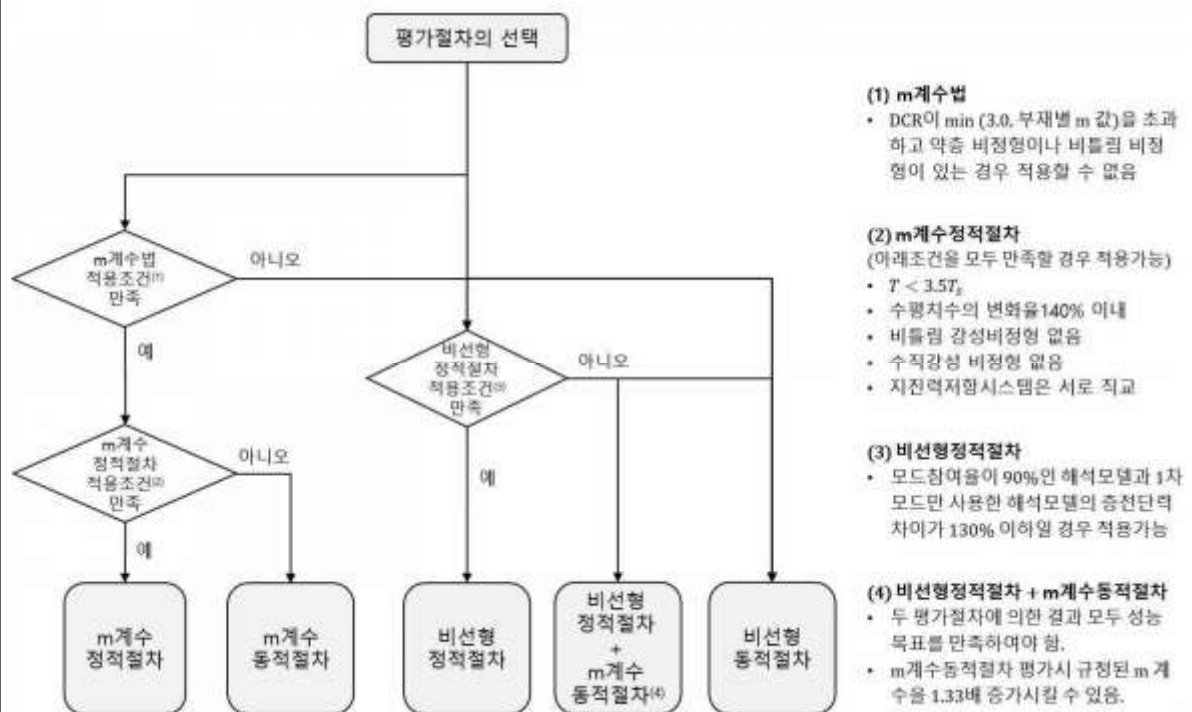 평가절차의 선택
m계수법
적용조건(1)
만족
아니오
예
m계수
정적절차
적용조건(2)
만족
아니오
예
비선형
정적절차
적용조건(3)
만족
아니오
예
m계수
정적절차
m계수
동적절차
비선형
정적절차
비선형
정적절차
+
m계수
동적절차(4)
비선형
동적절차
(1) m계수법
• DCR이 min (3.0, 부재별 m 값)을 초과
하고 약층 비정형이나 비틀림 비정
형이 있는 경우 적용할 수 없음
(2) m계수정적절차
(아래조건을 모두 만족할 경우 적용가능)
• T < 3.5Ts
• 수평치수의 변화율140% 이내
• 비틀림 강성비정형 없음
• 수직강성 비정형 없음
• 지진력저항시스템은 서로 직교
(3) 비선형정적절차
• 모드참여율이 90%인 해석모델과 1차
모드만 사용한 해석모델의 층전단력
차이가 130% 이하일 경우 적용가능
(4) 비선형정적절차 + m계수동적절차
• 두 평가절차에 의한 결과 모두 성능
목표를 만족하여야 함.
• m계수동적절차 평가시 규정된 m 계
수을 1.33배 증가시킬 수 있음.